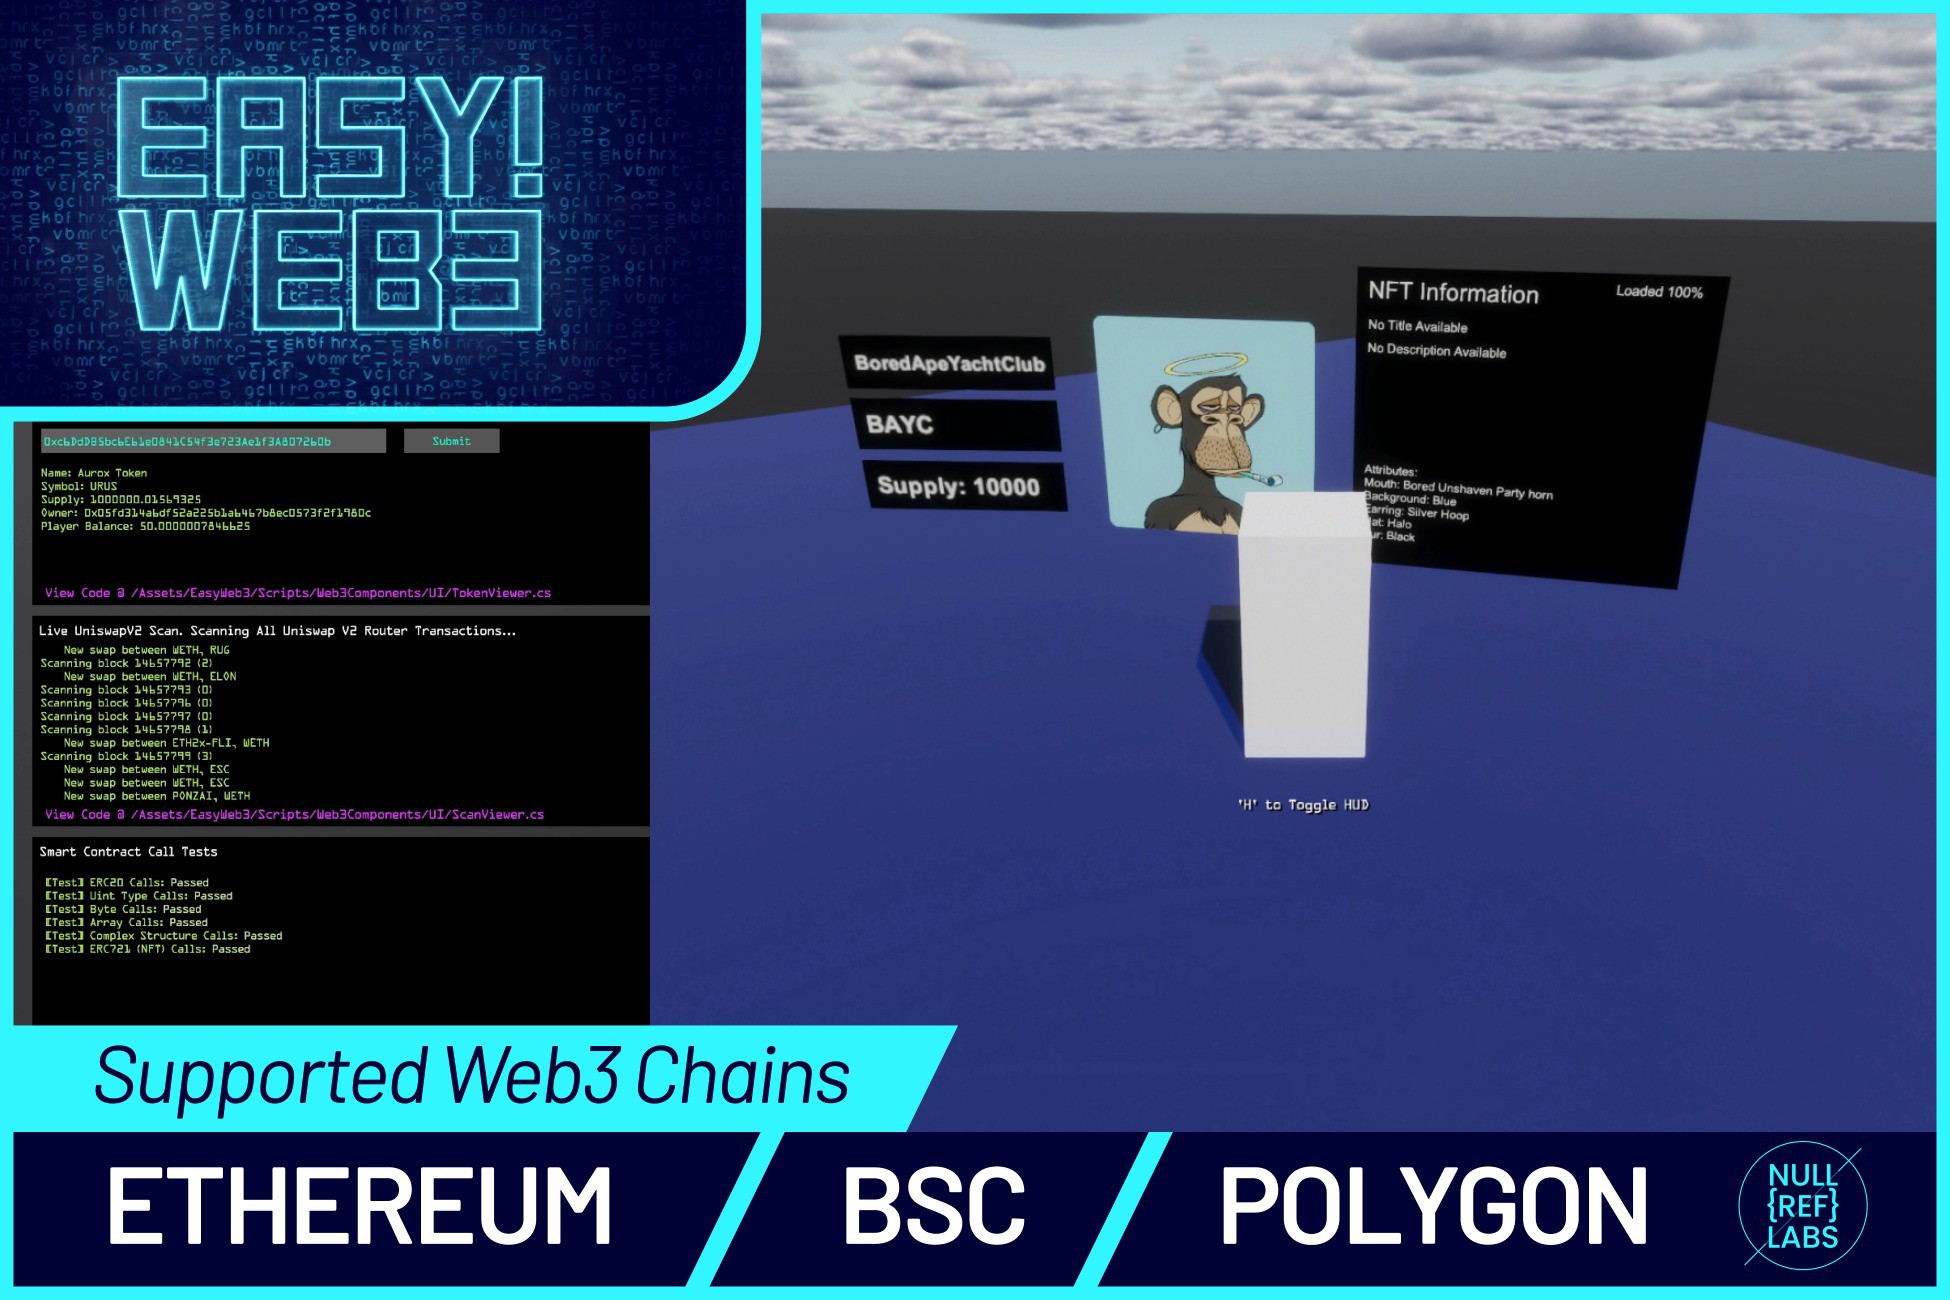 EASY!
WEB3
0xc6DdDB5bc6E61e0841C54f3e723Ae1f3A807260b
Submit
Name: Aurox Token
Symbol: URUS
Supply: 1000000.01569325
Owner: 0x05fd314a6df52a225b1a6467b8ec0573f2f1980c
Player Balance: 50.0000007846625
View Code @ /Assets/EasyWeb3/Scripts/Web3Components/UI/TokenViewer.cs
Live UniswapV2 Scan. Scanning All Uniswap V2 Router Transactions...
New swap between WETH, RUG
Scanning block 14657792 (2)
New swap between WETH, ELON
Scanning block 14657793 (0)
Scanning block 14657796 (0)
Scanning block 14657797 (0)
Scanning block 14657798 (1)
New swap between ETH2x-FLI, WETH
Scanning block 14657799 (3)
New swap between WETH, ESC
New swap between WETH, ESC
New swap between PONZAI, WETH
View Code @ /Assets/EasyWeb3/Scripts/Web3Components/UI/ScanViewer.cs
Smart Contract Call Tests
[Test] ERC20 Calls: Passed
[Test] Uint Type Calls: Passed
[Test] Byte Calls: Passed
[Test] Array Calls: Passed
[Test] Complex Structure Calls: Passed
[Test] ERC721 (NFT) Calls: Passed
BoredApeYachtClub
BAYC
Supply: 10000
NFT Information
Loaded 100%
No Title Available
No Description Available
Attributes:
Mouth: Bored Unshaven Party horn
Background: Blue
Earring: Silver Hoop
Halo
Black
'H' to Toggle HUD
Supported Web3 Chains
ETHEREUM
BSC
POLYGON
NULL
{REF}
LABS